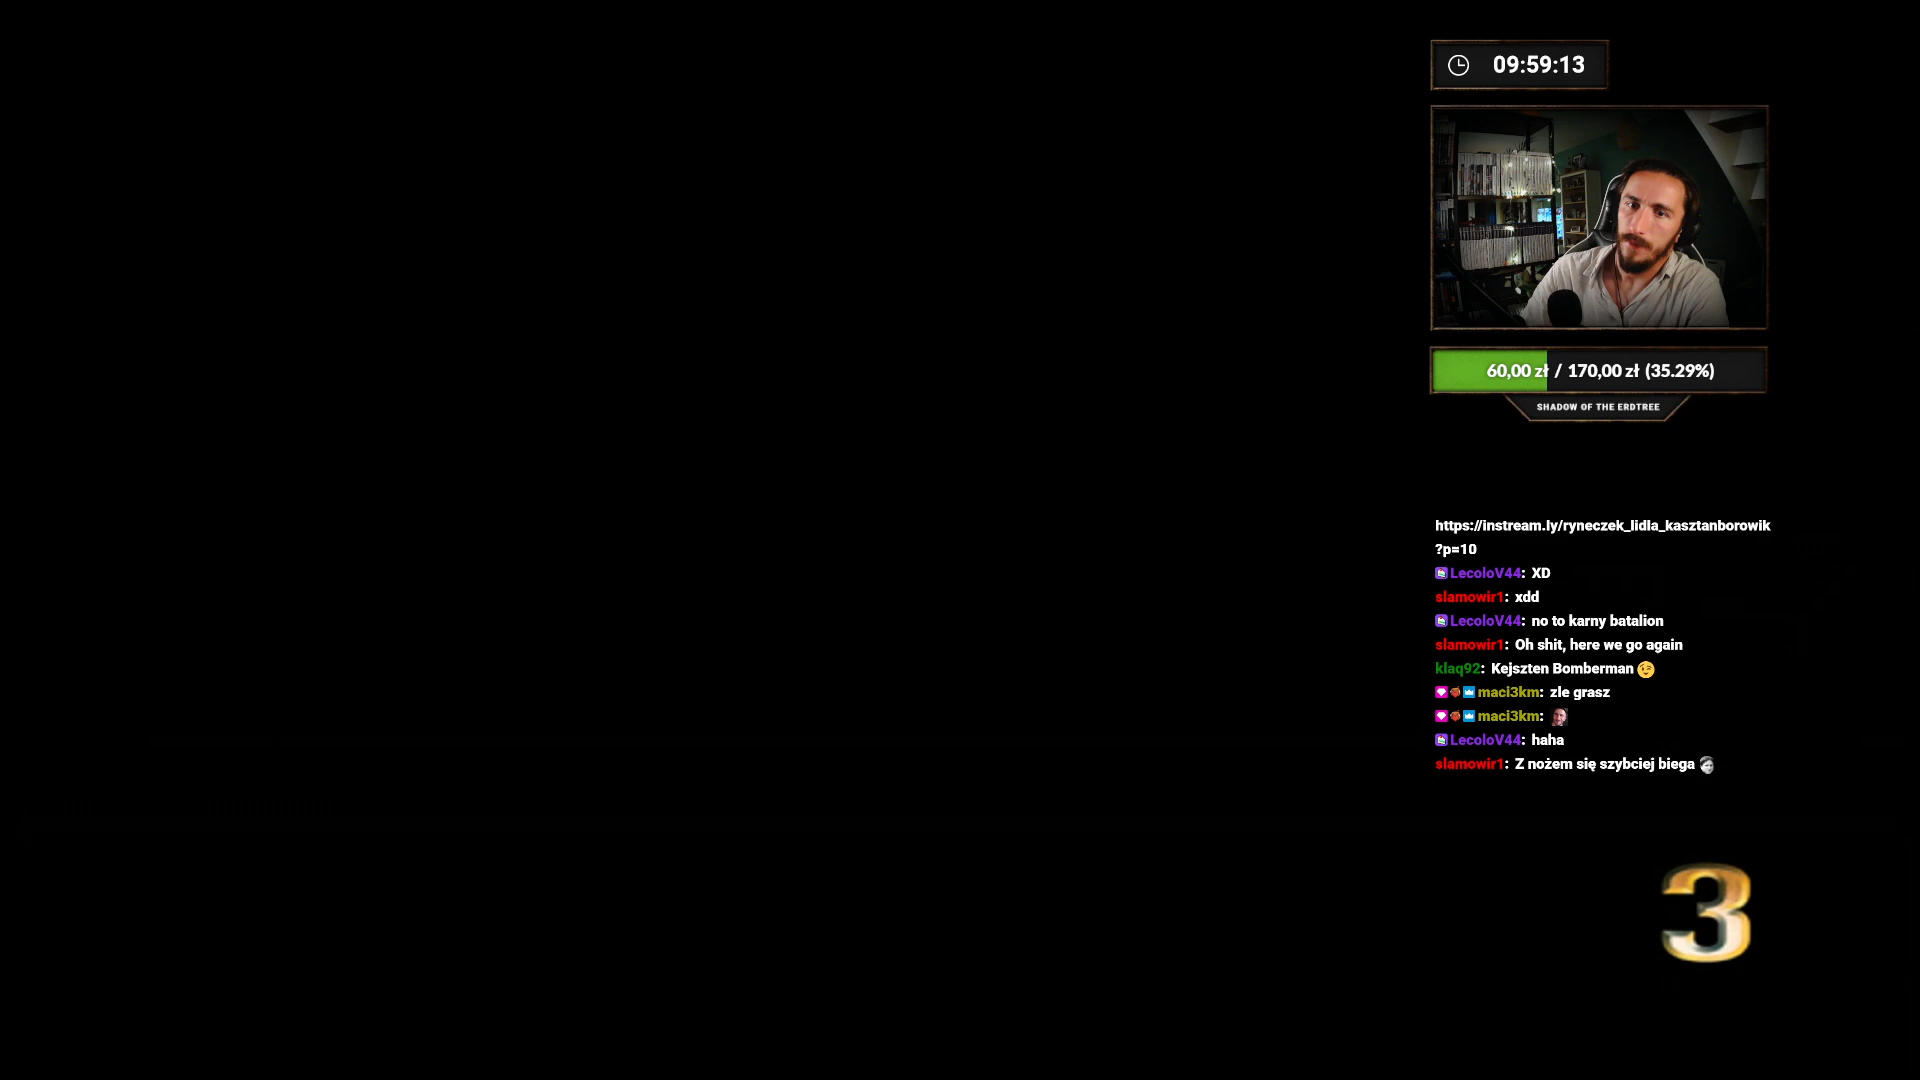 09:59:13
60,00 zł / 170,00 zł (35.29%)
SHADOW OF THE ERDTREE
https://instream.ly/ryneczek_lidla_kasztanborowik
?p=10
LecoloV44: XD
slamowir1: xdd
LecoloV44: no to karny batalion
slamowir1: Oh shit, here we go again
klaq92: Kejszten Bomberman 😉
maci3km: zle grasz
maci3km:
LecoloV44: haha
slamowir1: Z nożem się szybciej biega
3